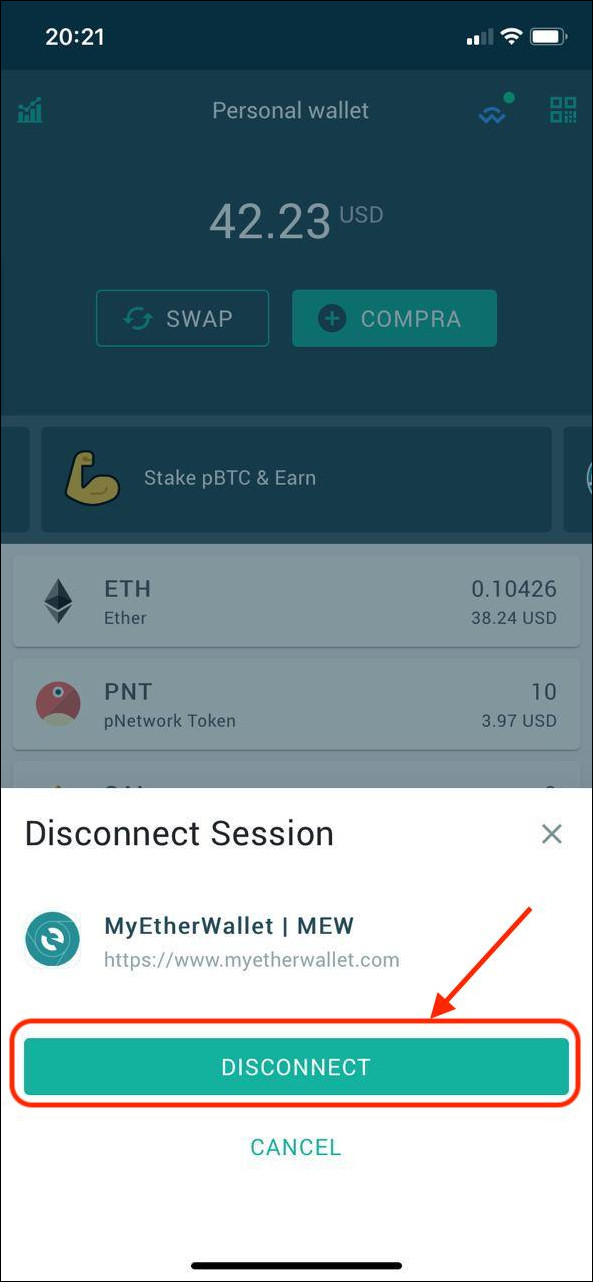 20:21
Personal wallet
42.23 USD
SWAP
COMPRA
Stake pBTC & Earn
ETH 0.10426
Ether 38.24 USD
PNT 10
pNetwork Token 3.97 USD
Disconnect Session
MyEtherWallet | MEW
https://www.myetherwallet.com
DISCONNECT
CANCEL